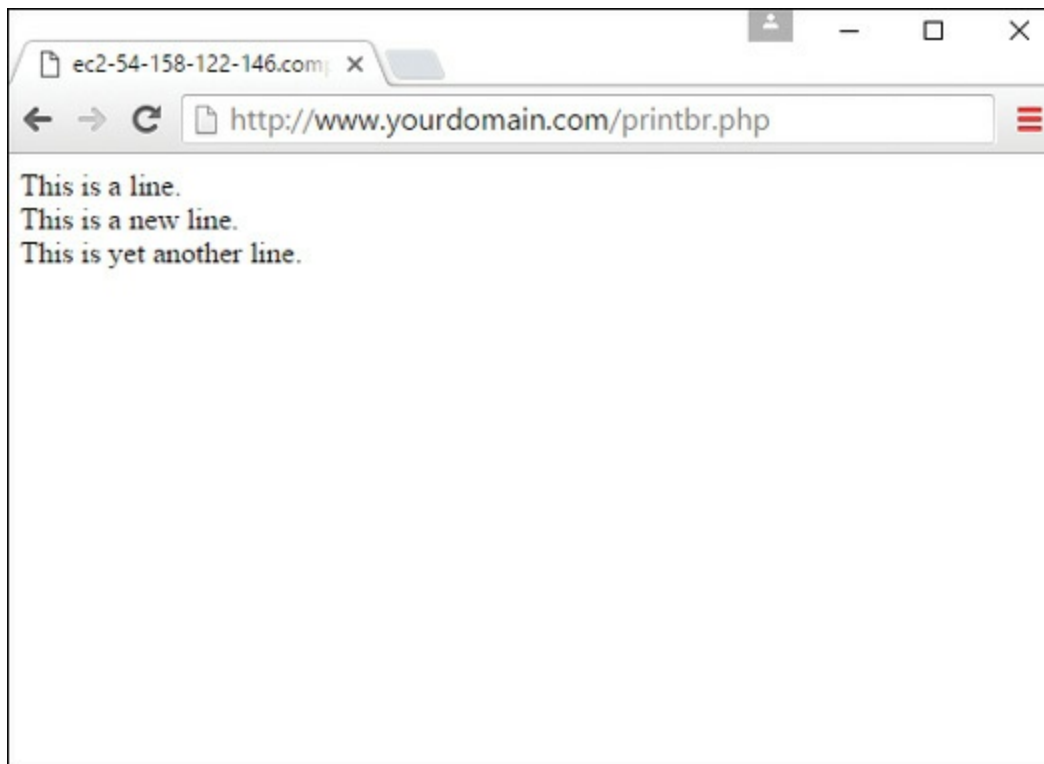 ec2-54-158-122-146.com
http://www.yourdomain.com/printbr.php
This is a line.
This is a new line.
This is yet another line.